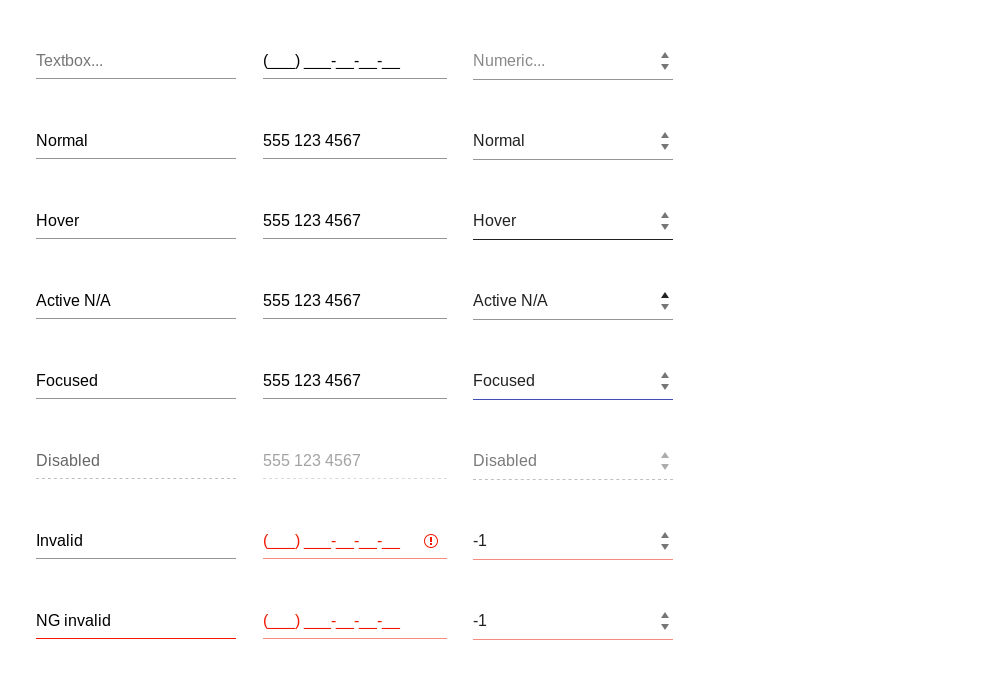 Textbox... (___) ___-__-__-__ Numeric...
Normal 555 123 4567 Normal
Hover 555 123 4567 Hover
Active N/A 555 123 4567 Active N/A
Focused 555 123 4567 Focused
Disabled 555 123 4567 Disabled
Invalid (___) ___-__-__-__ -1
NG invalid (___) ___-__-__-__ -1